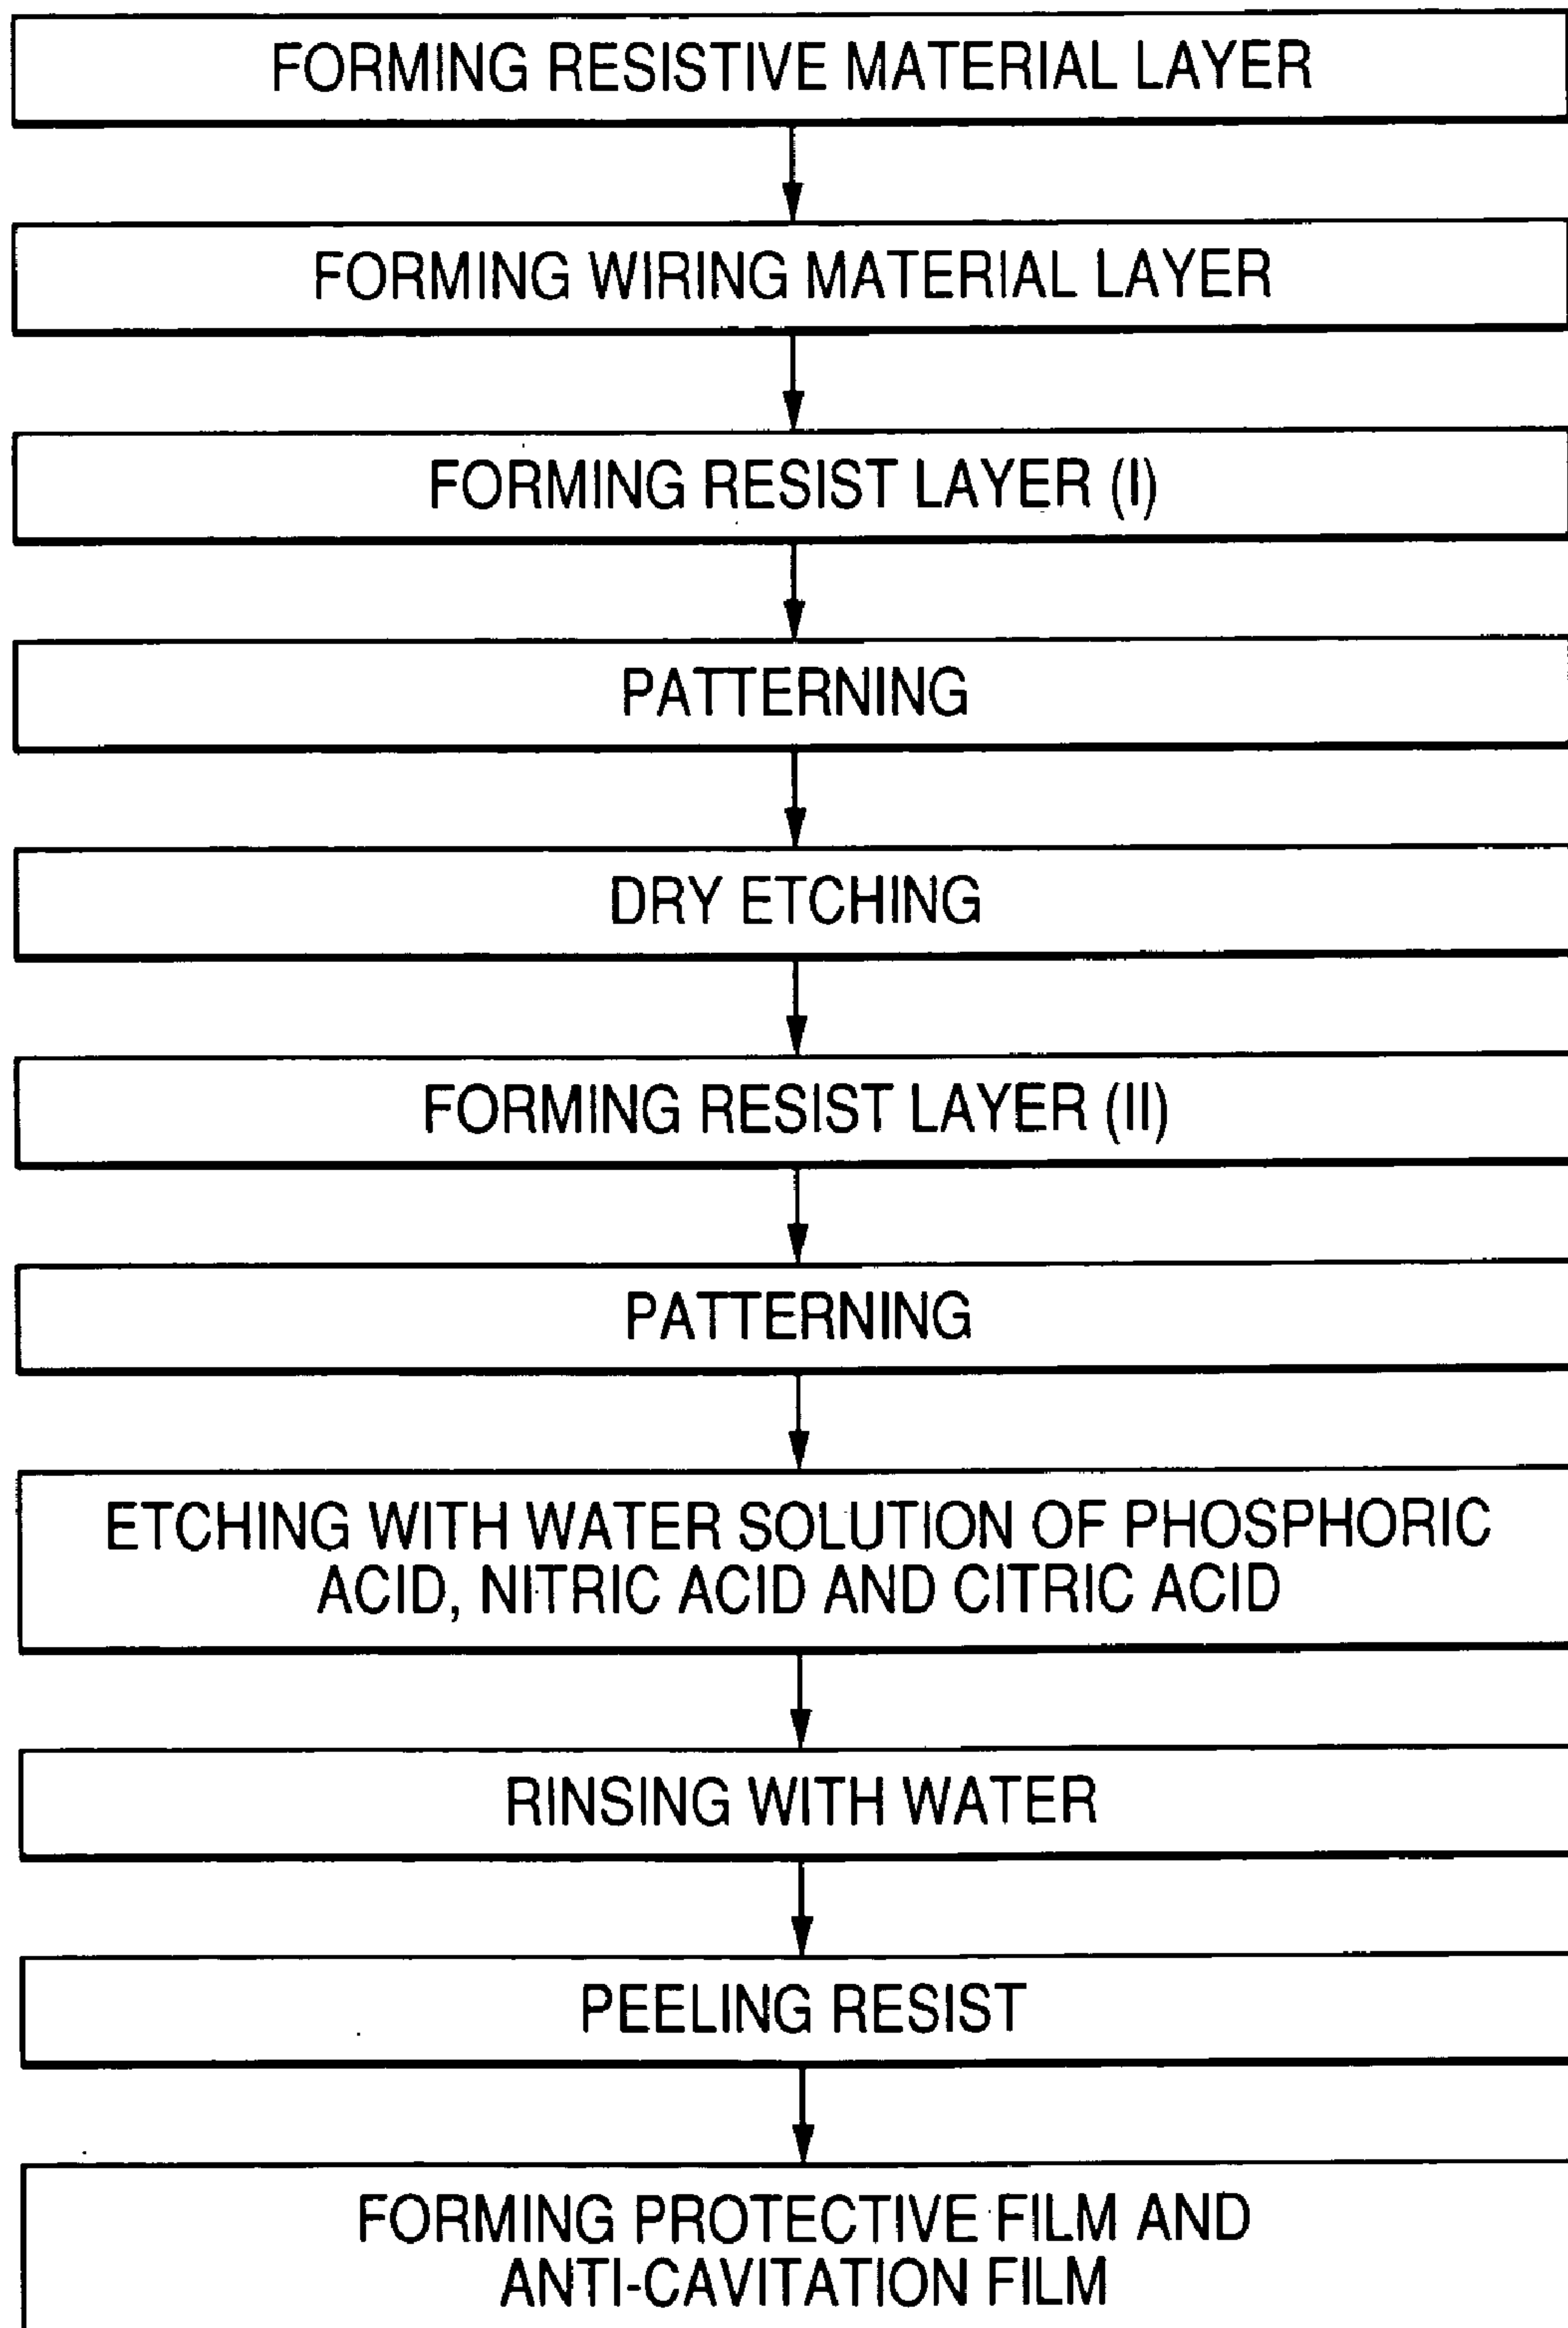 FORMING RESISTIVE MATERIAL LAYER
FORMING WIRING MATERIAL LAYER
FORMING RESIST LAYER (I)
PATTERNING
DRY ETCHING
FORMING RESIST LAYER (II)
PATTERNING
ETCHING WITH WATER SOLUTION OF PHOSPHORIC
ACID, NITRIC ACID AND CITRIC ACID
RINSING WITH WATER
PEELING RESIST
FORMING PROTECTIVE FILM AND
ANTI-CAVITATION FILM